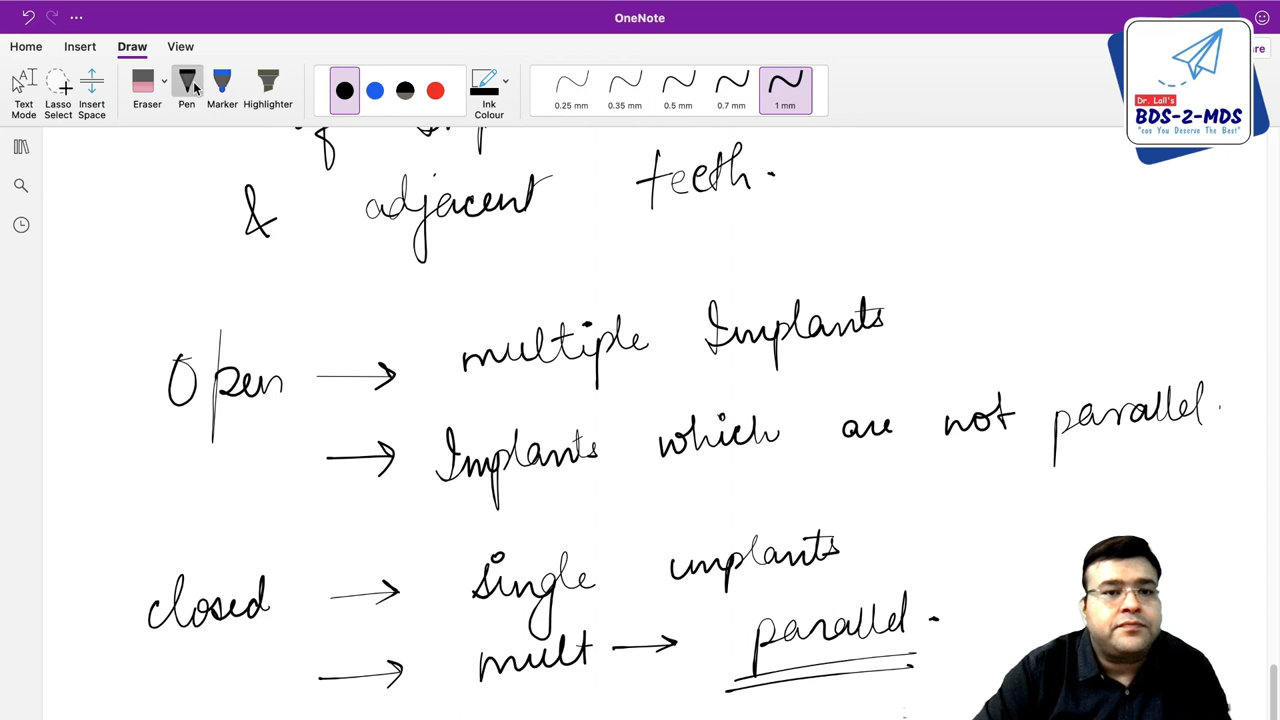 OneNote
Home Insert Draw View
Text Mode
Lasso Select
Insert Space
Eraser
Pen
Marker
Highlighter
Ink Colour
0.25 mm 0.35 mm 0.5 mm 0.7 mm 1 mm
Dr. Lall's
BDS-2-MDS
"cos You Deserve The Best"
& adjacent teeth.
Open → multiple Implants
→ Implants which are not parallel.
closed → single implants
→ mult → parallel.